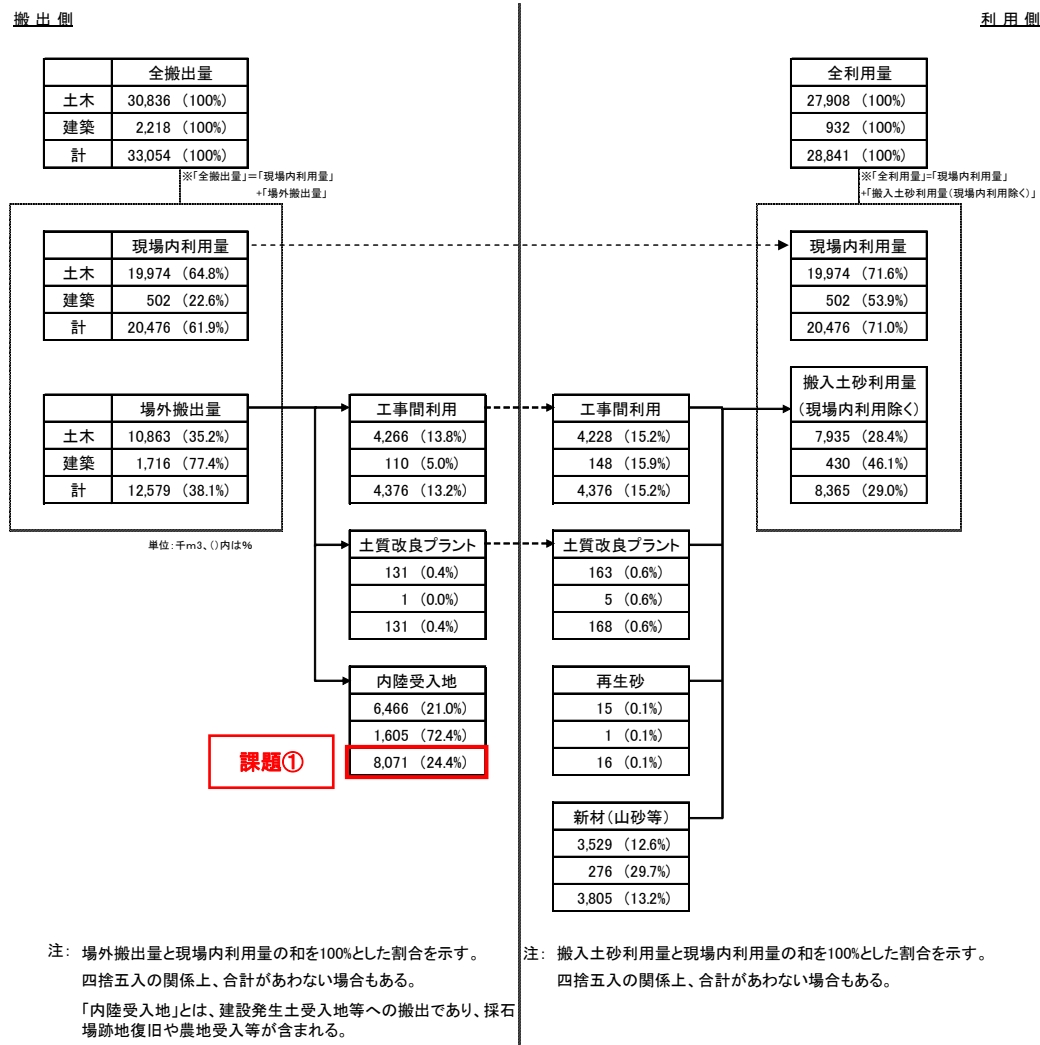 搬出側
利用側
全搬出量
土木 30,836 (100%)
建築 2,218 (100%)
計 33,054 (100%)
※「全搬出量」＝「現場内利用量」
+「場外搬出量」
全利用量
27,908 (100%)
932 (100%)
28,841 (100%)
※「全利用量」=「現場内利用量」
+「搬入土砂利用量(現場内利用除く)」
現場内利用量
土木 19,974 (64.8%)
建築 502 (22.6%)
計 20,476 (61.9%)
現場内利用量
19,974 (71.6%)
502 (53.9%)
20,476 (71.0%)
場外搬出量
土木 10,863 (35.2%)
建築 1,716 (77.4%)
計 12,579 (38.1%)
単位：千m3、()内は%
工事間利用
4,266 (13.8%)
110 (5.0%)
4,376 (13.2%)
工事間利用
4,228 (15.2%)
148 (15.9%)
4,376 (15.2%)
搬入土砂利用量
(現場内利用除く)
7,935 (28.4%)
430 (46.1%)
8,365 (29.0%)
土質改良プラント
131 (0.4%)
1 (0.0%)
131 (0.4%)
土質改良プラント
163 (0.6%)
5 (0.6%)
168 (0.6%)
内陸受入地
6,466 (21.0%)
1,605 (72.4%)
8,071 (24.4%)
課題①
再生砂
15 (0.1%)
1 (0.1%)
16 (0.1%)
新材(山砂等)
3,529 (12.6%)
276 (29.7%)
3,805 (13.2%)
注： 場外搬出量と現場内利用量の和を100%とした割合を示す。
四捨五入の関係上、合計があわない場合もある。
「内陸受入地」とは、建設発生土受入地等への搬出であり、採石
場跡地復旧や農地受入等が含まれる。
注： 搬入土砂利用量と現場内利用量の和を100%とした割合を示す。
四捨五入の関係上、合計があわない場合もある。